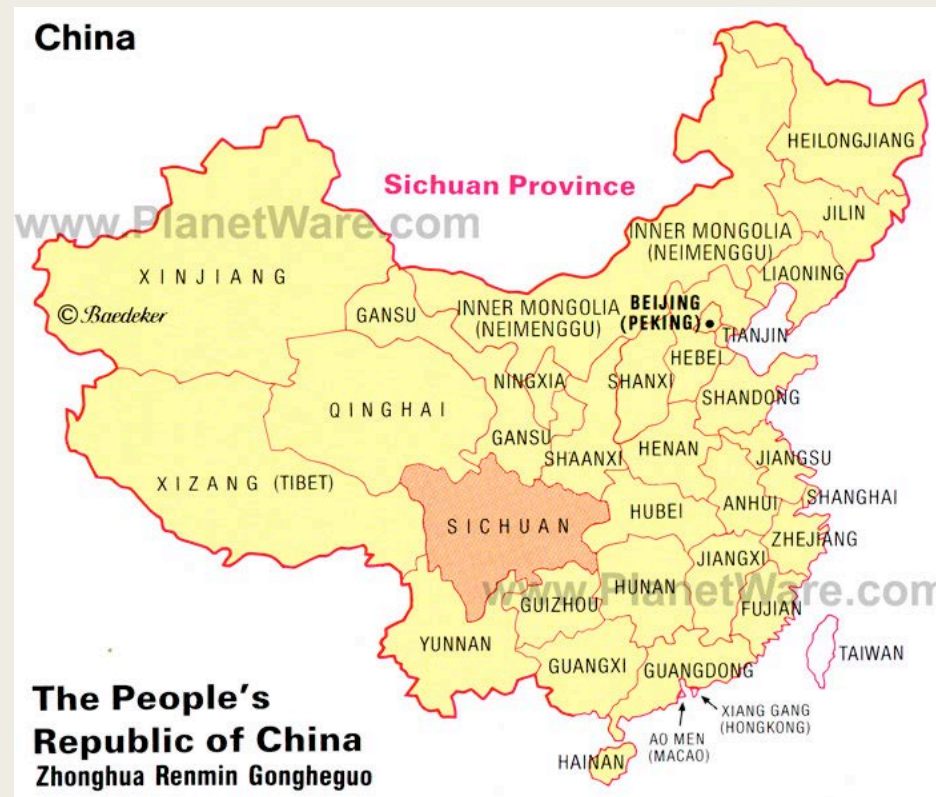 China
HEILONGJIANG
Sichuan Province
JILIN
www.PlanetWare.com
INNER MONGOLIA
(NEIMENGGU)
LIAONING
XINJIANG
© Baedeker
GANSU
INNER MONGOLIA
(NEIMENGGU)
BEIJING
(PEKING)
TIANJIN
HEBEI
NINGXIA
SHANXI
SHANDONG
QINGHAI
GANSU
SHAANXI
HENAN
JIANGSU
XIZANG (TIBET)
SHANGHAI
ANHUI
HUBEI
SICHUAN
ZHEJIANG
JIANGXI
HUNAN
www.PlanetWare.com
GUIZHOU
FUJIAN
YUNNAN
TAIWAN
GUANGXI
GUANGDONG
XIANG GANG
(HONGKONG)
AO MEN
(MACAO)
HAINAN
The People's
Republic of China
Zhonghua Renmin Gongheguo